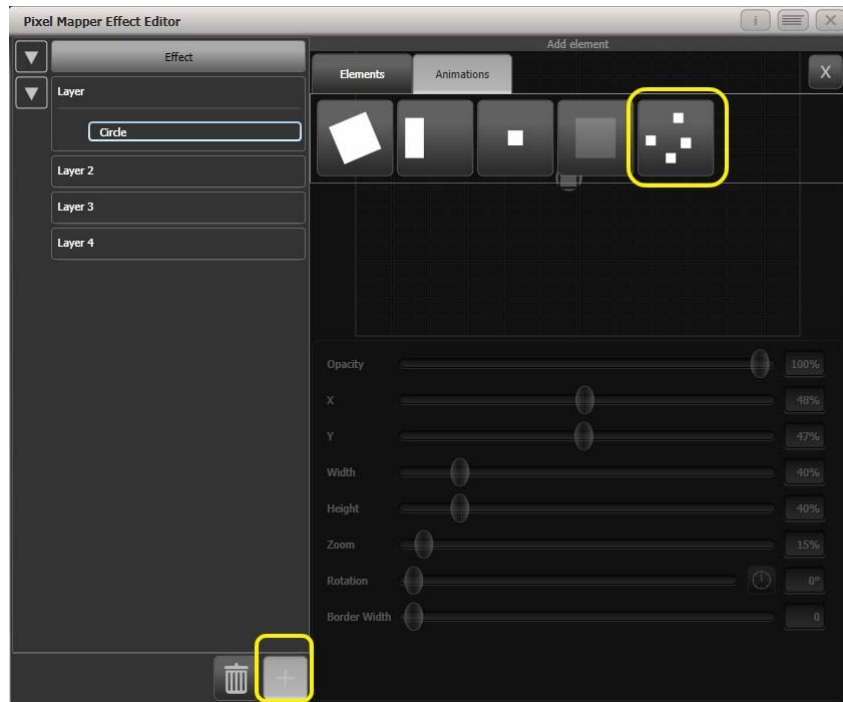 Pixel Mapper Effect Editor
i
X
Effect
Add element
Elements
Animations
X
Layer
Circle
Layer 2
Layer 3
Layer 4
Opacity 100%
X 48%
Y 47%
Width 40%
Height 40%
Zoom 15%
Rotation 0°
Border Width 0
+